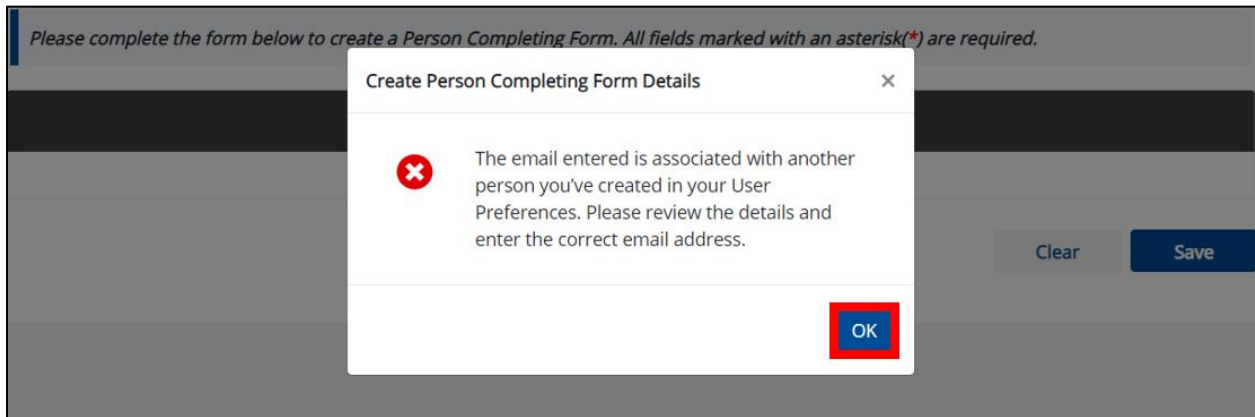 Please complete the form below to create a Person Completing Form. All fields marked with an asterisk(*) are required.
Create Person Completing Form Details ×
The email entered is associated with another
person you've created in your User
Preferences. Please review the details and
enter the correct email address.
Clear
Save
OK